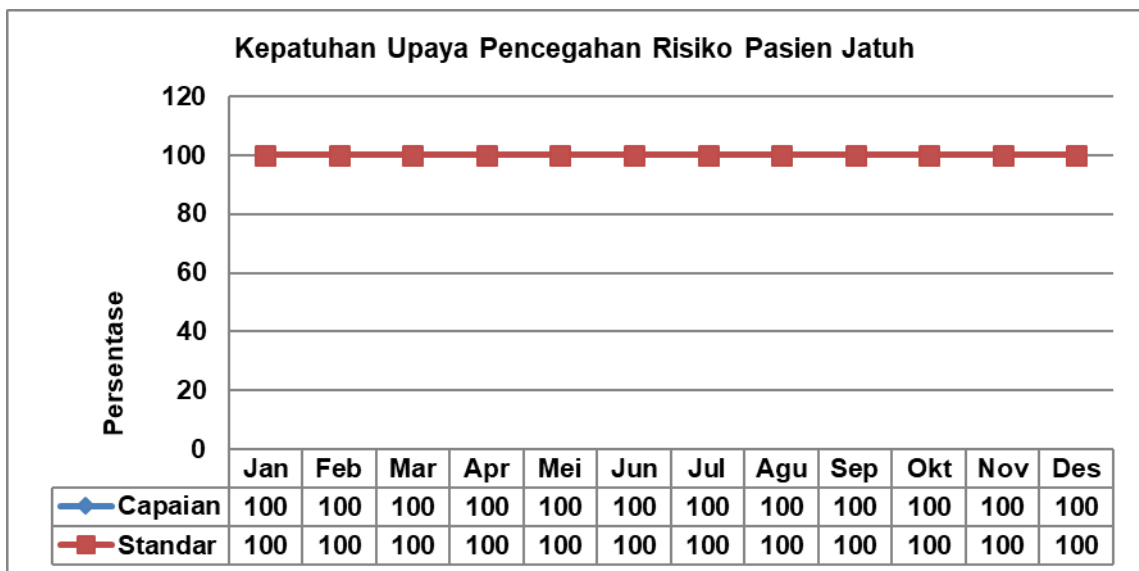 Kepatuhan Upaya Pencegahan Risiko Pasien Jatuh
Persentase
120
100
80
60
40
20
0
Jan Feb Mar Apr Mei Jun Jul Agu Sep Okt Nov Des
Capaian 100 100 100 100 100 100 100 100 100 100 100 100
Standar 100 100 100 100 100 100 100 100 100 100 100 100